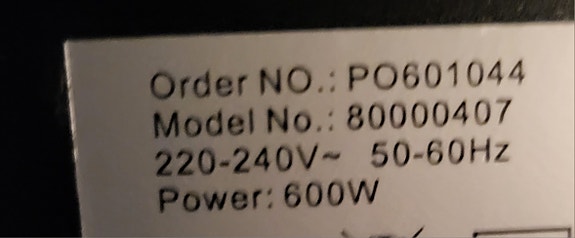 Order NO.: PO601044
Model No.: 80000407
220-240V~ 50-60Hz
Power: 600W